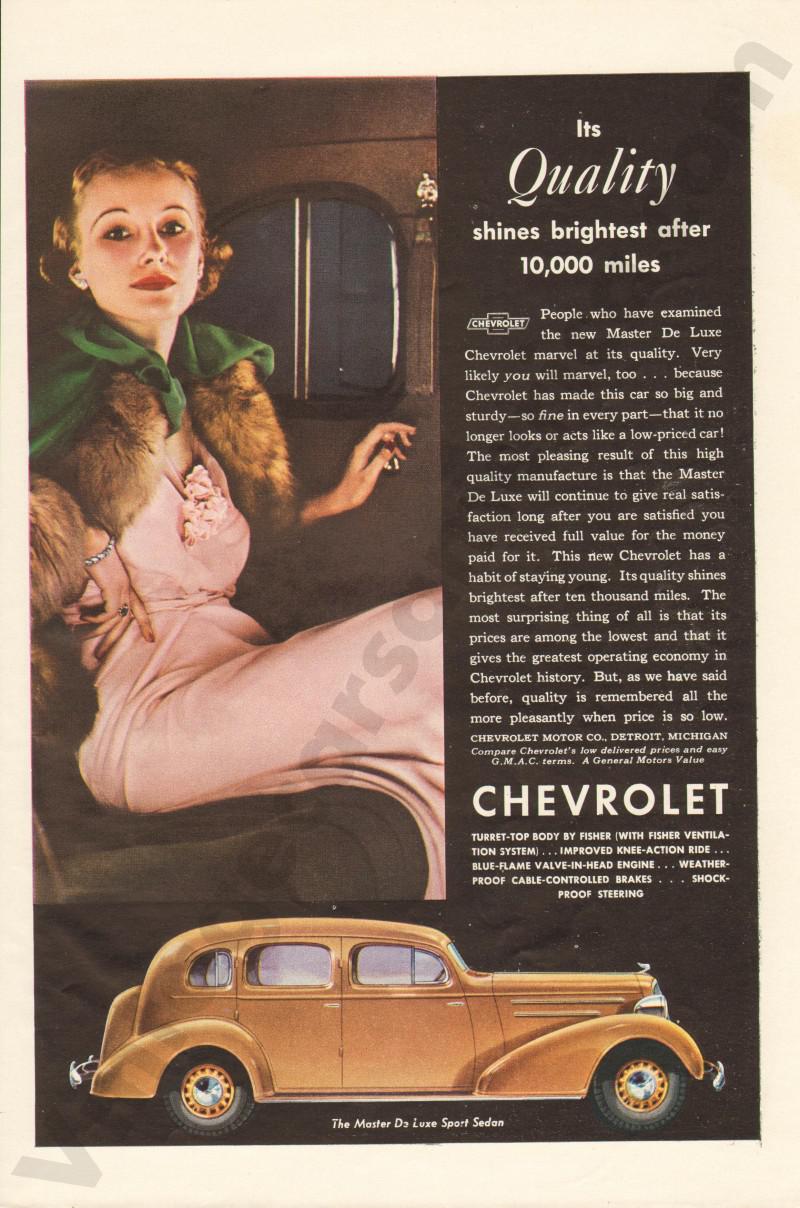 Its
Quality
shines brightest after
10,000 miles
CHEVROLET
People who have examined
the new Master De Luxe
Chevrolet marvel at its quality. Very
likely you will marvel, too . . . because
Chevrolet has made this car so big and
sturdy—so fine in every part—that it no
longer looks or acts like a low-priced car!
The most pleasing result of this high
quality manufacture is that the Master
De Luxe will continue to give real satis-
faction long after you are satisfied you
have received full value for the money
paid for it. This new Chevrolet has a
habit of staying young. Its quality shines
brightest after ten thousand miles. The
most surprising thing of all is that its
prices are among the lowest and that it
gives the greatest operating economy in
Chevrolet history. But, as we have said
before, quality is remembered all the
more pleasantly when price is so low.
CHEVROLET MOTOR CO., DETROIT, MICHIGAN
Compare Chevrolet's low delivered prices and easy
G.M.A.C. terms. A General Motors Value
CHEVROLET
TURRET-TOP BODY BY FISHER (WITH FISHER VENTILA-
TION SYSTEM) . . . IMPROVED KNEE-ACTION RIDE . . .
BLUE-FLAME VALVE-IN-HEAD ENGINE . . . WEATHER-
PROOF CABLE-CONTROLLED BRAKES . . . SHOCK-
PROOF STEERING
The Master De Luxe Sport Sedan